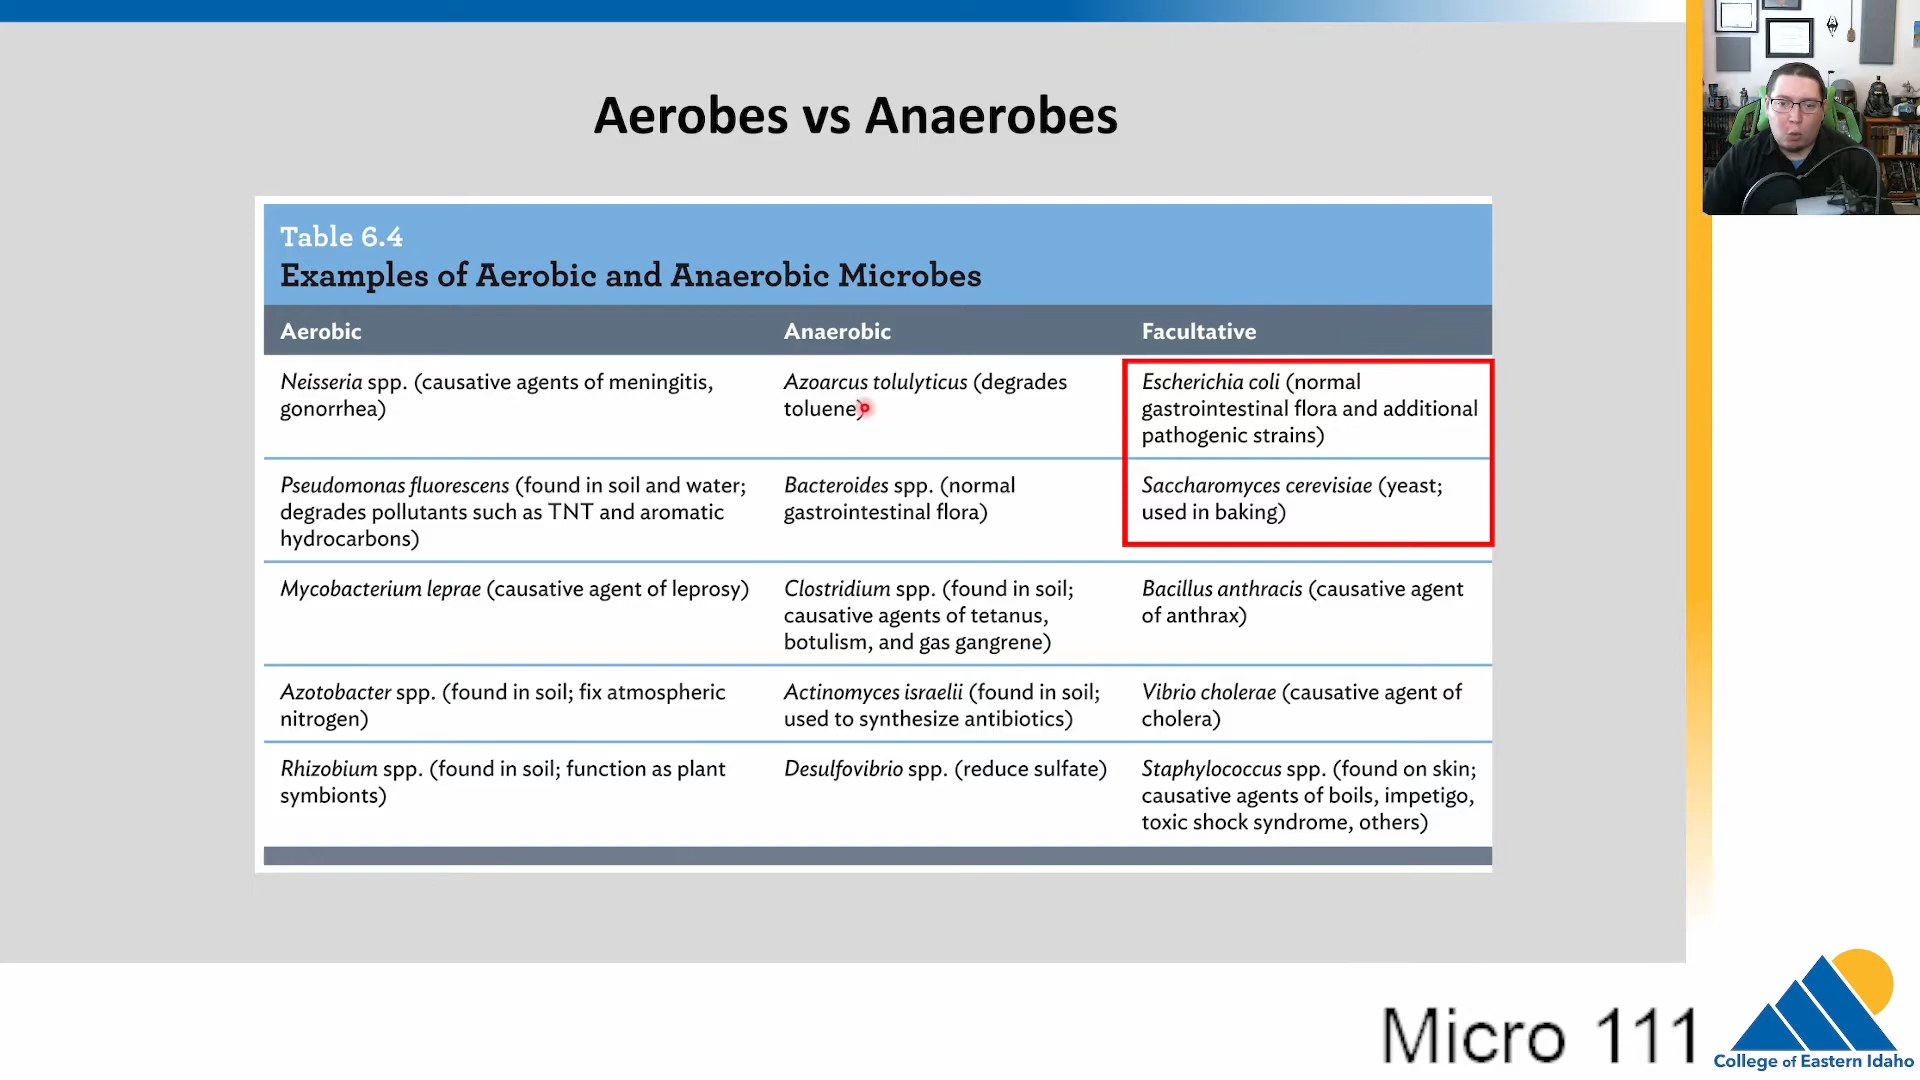 Aerobes vs Anaerobes
Table 6.4
Examples of Aerobic and Anaerobic Microbes
Aerobic
Anaerobic
Facultative
Neisseria spp. (causative agents of meningitis,
gonorrhea)
Azoarcus tolulyticus (degrades
toluene)
Escherichia coli (normal
gastrointestinal flora and additional
pathogenic strains)
Pseudomonas fluorescens (found in soil and water;
degrades pollutants such as TNT and aromatic
hydrocarbons)
Bacteroides spp. (normal
gastrointestinal flora)
Saccharomyces cerevisiae (yeast;
used in baking)
Mycobacterium leprae (causative agent of leprosy)
Clostridium spp. (found in soil;
causative agents of tetanus,
botulism, and gas gangrene)
Bacillus anthracis (causative agent
of anthrax)
Azotobacter spp. (found in soil; fix atmospheric
nitrogen)
Actinomyces israelii (found in soil;
used to synthesize antibiotics)
Vibrio cholerae (causative agent of
cholera)
Rhizobium spp. (found in soil; function as plant
symbionts)
Desulfovibrio spp. (reduce sulfate)
Staphylococcus spp. (found on skin;
causative agents of boils, impetigo,
toxic shock syndrome, others)
Micro 111
College of Eastern Idaho